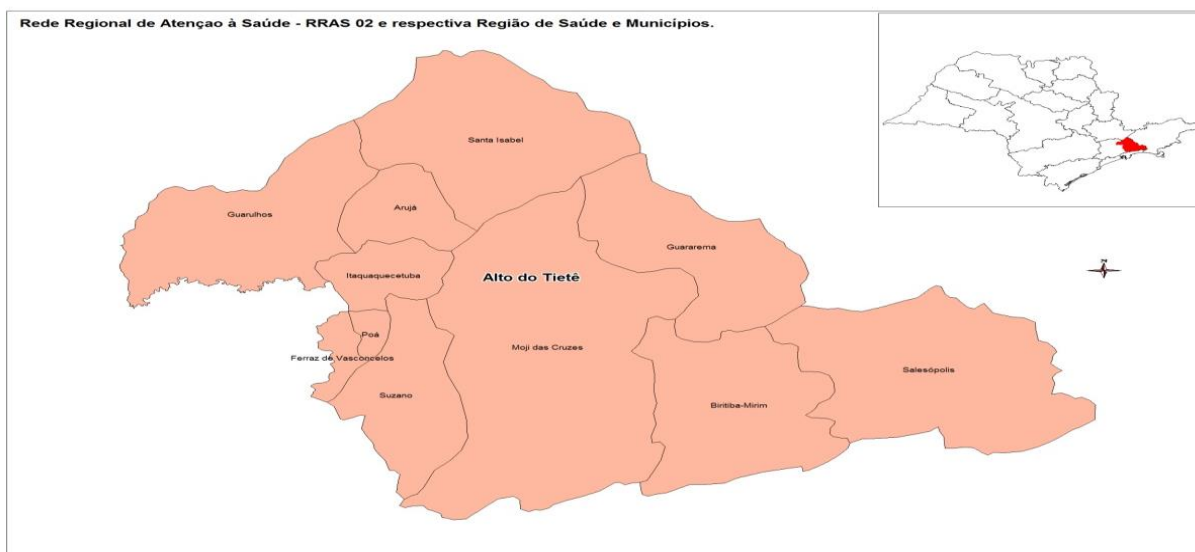 Rede Regional de Atençao à Saúde - RRAS 02 e respectiva Região de Saúde e Municípios.
Santa Isabel
Guarulhos
Arujá
Guararema
Itaquaquecetuba
Alto do Tietê
N
Poá
Moji das Cruzes
Ferraz de Vasconcelos
Salesópolis
Suzano
Biritiba-Mirim